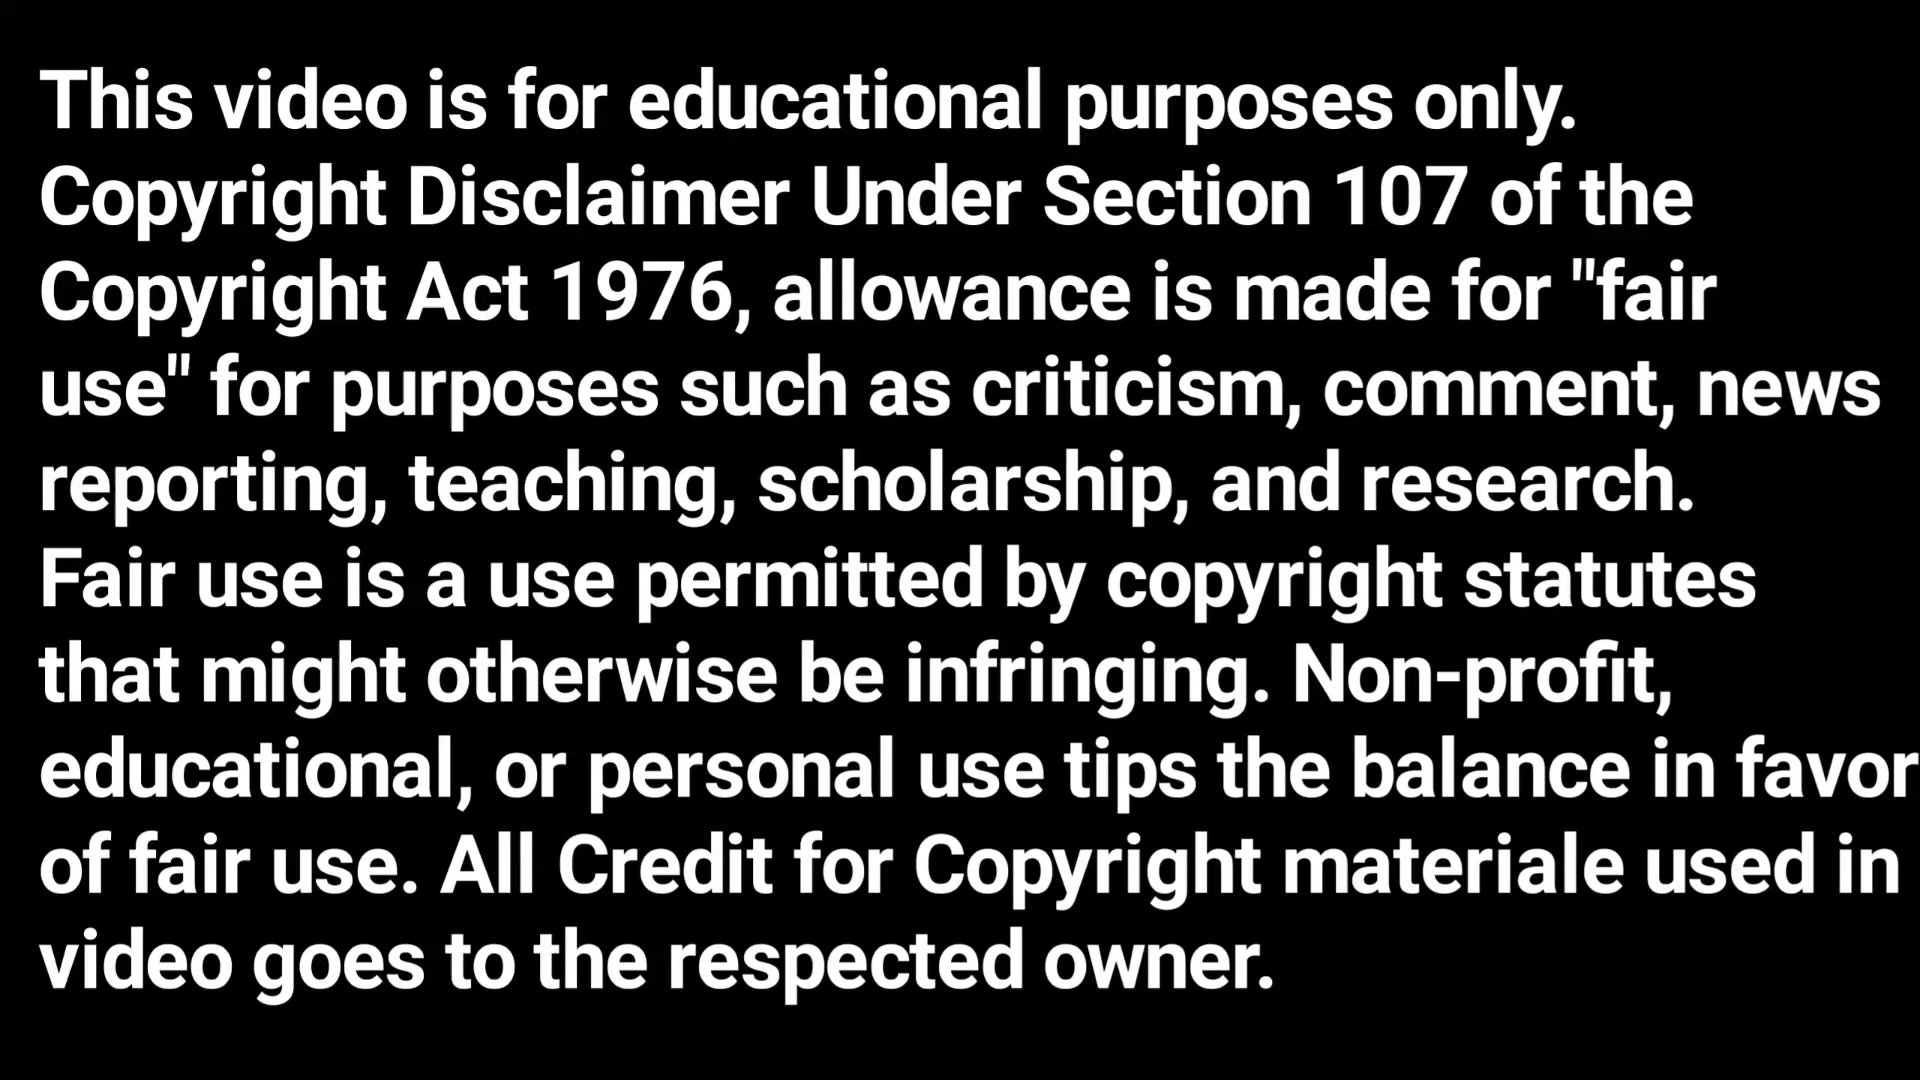 This video is for educational purposes only.
Copyright Disclaimer Under Section 107 of the
Copyright Act 1976, allowance is made for "fair
use" for purposes such as criticism, comment, news
reporting, teaching, scholarship, and research.
Fair use is a use permitted by copyright statutes
that might otherwise be infringing. Non-profit,
educational, or personal use tips the balance in favor
of fair use. All Credit for Copyright materiale used in
video goes to the respected owner.